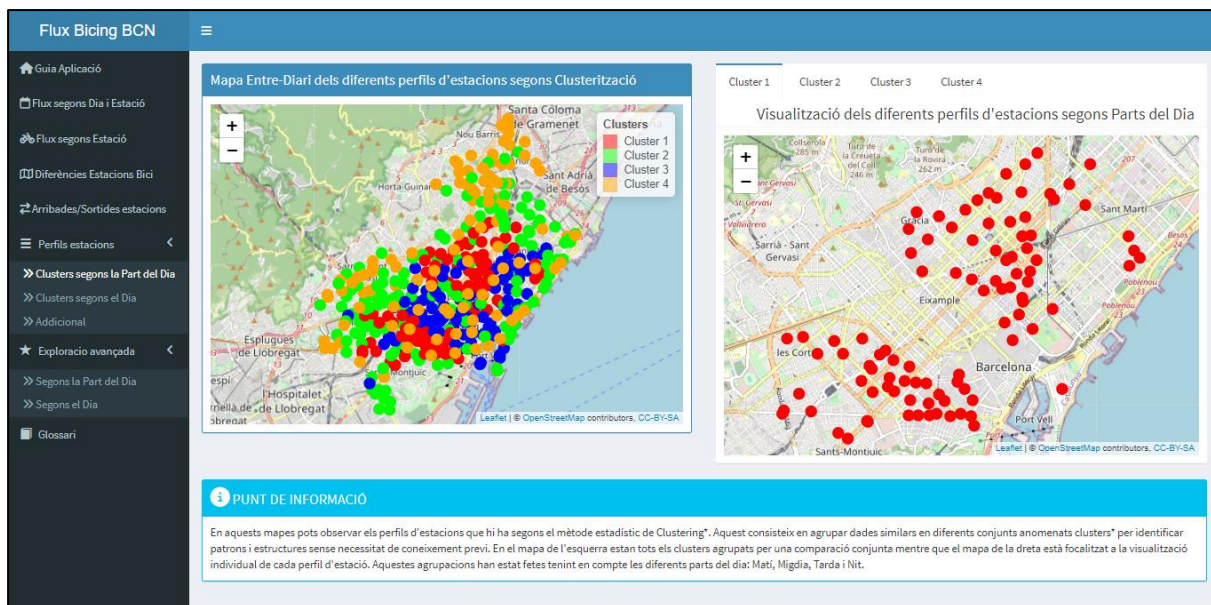 Flux Bicing BCN
Guia Aplicació
Flux segons Dia i Estació
Flux segons Estació
Diferències Estacions Bici
Arribades/Sortides estacions
Perfils estacions
Clusters segons la Part del Dia
Clusters segons el Dia
Addicional
Exploracio avançada
Segons la Part del Dia
Segons el Dia
Glossari
Mapa Entre-Diari dels diferents perfils d'estacions segons Clusterització
+
−
Santa Coloma
de Gramenet
Nou Barris
Horta-Guinar
Sant Adrià
de Besòs
Esplugues
de Llobregat
l'Hospitalet
de Llobregat
Clusters
Cluster 1
Cluster 2
Cluster 3
Cluster 4
Leaflet | © OpenStreetMap contributors, CC-BY-SA
Cluster 1 Cluster 2 Cluster 3 Cluster 4
Visualització dels diferents perfils d'estacions segons Parts del Dia
+
−
Collserola
285 m
Turó de
la Creueta
del Coll
246 m
Turó de
la Rovira
262 m
207
Sant Martí
Gràcia
Sarrià - Sant
Gervasi
Eixample
Besòs
24
Poblenou
23
les Corts
Barcelona
Port Vell
21
Sants-Montjuïc
Leaflet | © OpenStreetMap contributors, CC-BY-SA
PUNT DE INFORMACIÓ
En aquests mapes pots observar els perfils d'estacions que hi ha segons el mètode estadístic de Clustering*. Aquest consisteix en agrupar dades similars en diferents conjunts anomenats clusters* per identificar
patrons i estructures sense necessitat de coneixement previ. En el mapa de l'esquerra estan tots els clusters agrupats per una comparació conjunta mentre que el mapa de la dreta està focalitzat a la visualització
individual de cada perfil d'estació. Aquestes agrupacions han estat fetes tenint en compte les diferents parts del dia: Matí, Migdia, Tarda i Nit.